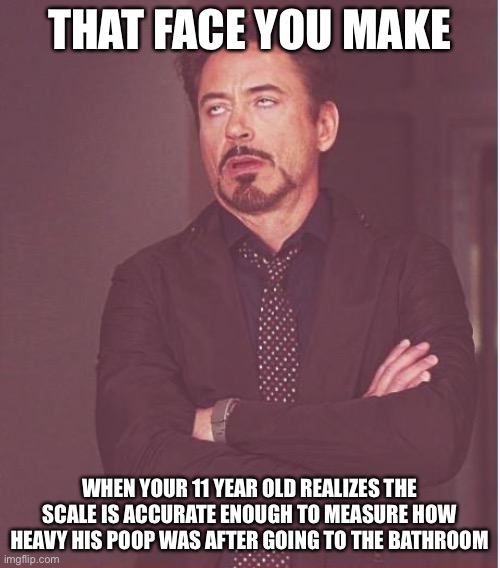 THAT FACE YOU MAKE
WHEN YOUR 11 YEAR OLD REALIZES THE
SCALE IS ACCURATE ENOUGH TO MEASURE HOW
HEAVY HIS POOP WAS AFTER GOING TO THE BATHROOM
imgflip.com